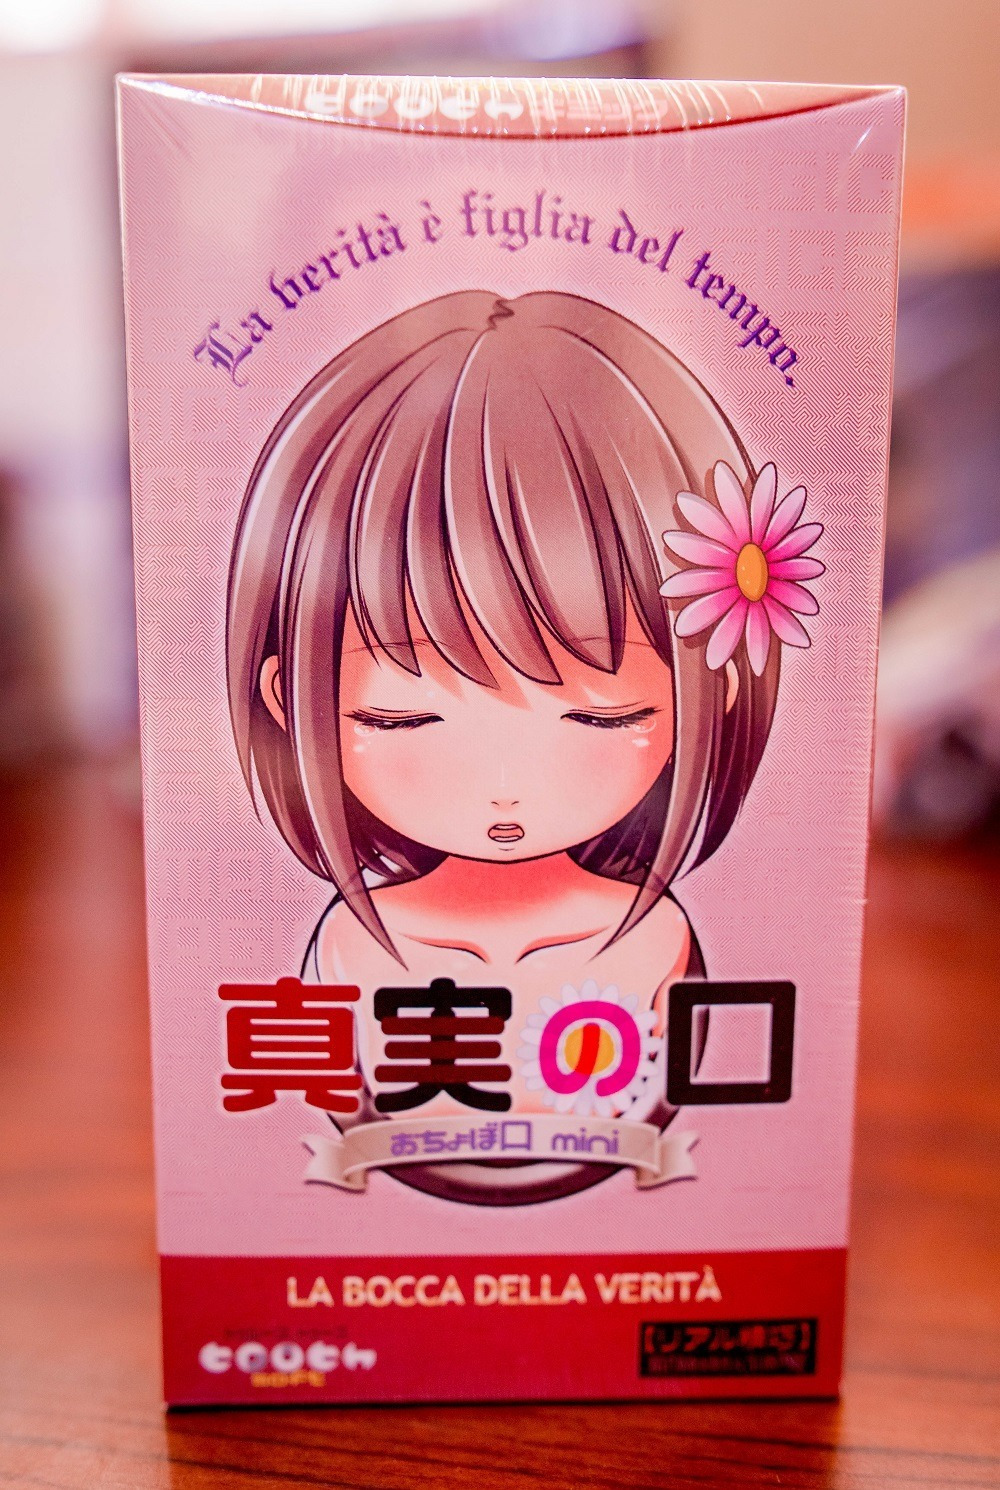 La verità è figlia del tempo.
真実の口
おちょぼ口 mini
LA BOCCA DELLA VERITÀ